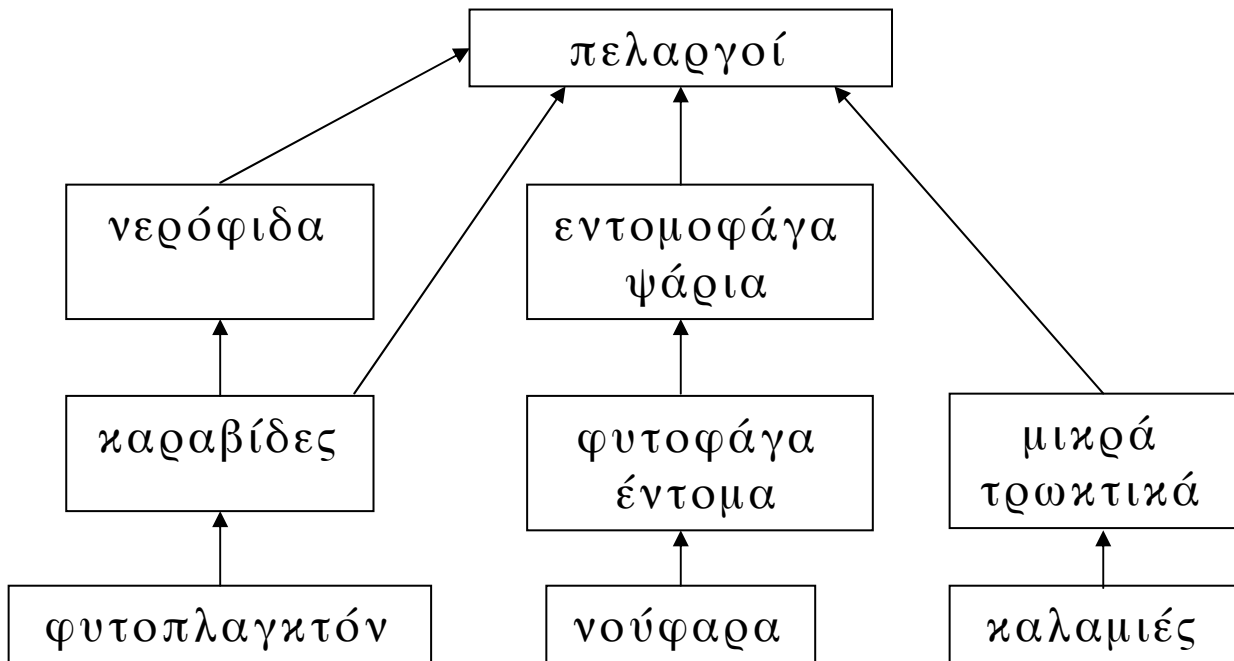 πελαργοί
νερόφιδα
εντομοφάγα
ψάρια
καραβίδες
φυτοφάγα
έντομα
μικρά
τρωκτικά
φυτοπλαγκτόν
νούφαρα
καλαμιές